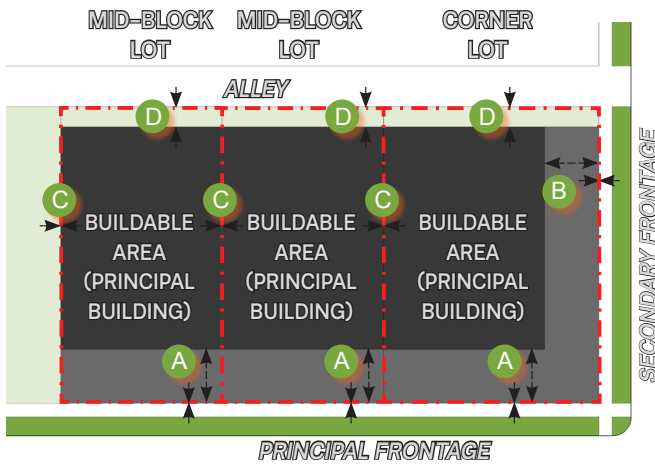 MID–BLOCK
LOT
MID–BLOCK
LOT
CORNER
LOT
ALLEY
D
D
D
C
C
C
B
BUILDABLE
AREA
(PRINCIPAL
BUILDING)
BUILDABLE
AREA
(PRINCIPAL
BUILDING)
BUILDABLE
AREA
(PRINCIPAL
BUILDING)
SECONDARY FRONTAGE
A
A
A
PRINCIPAL FRONTAGE